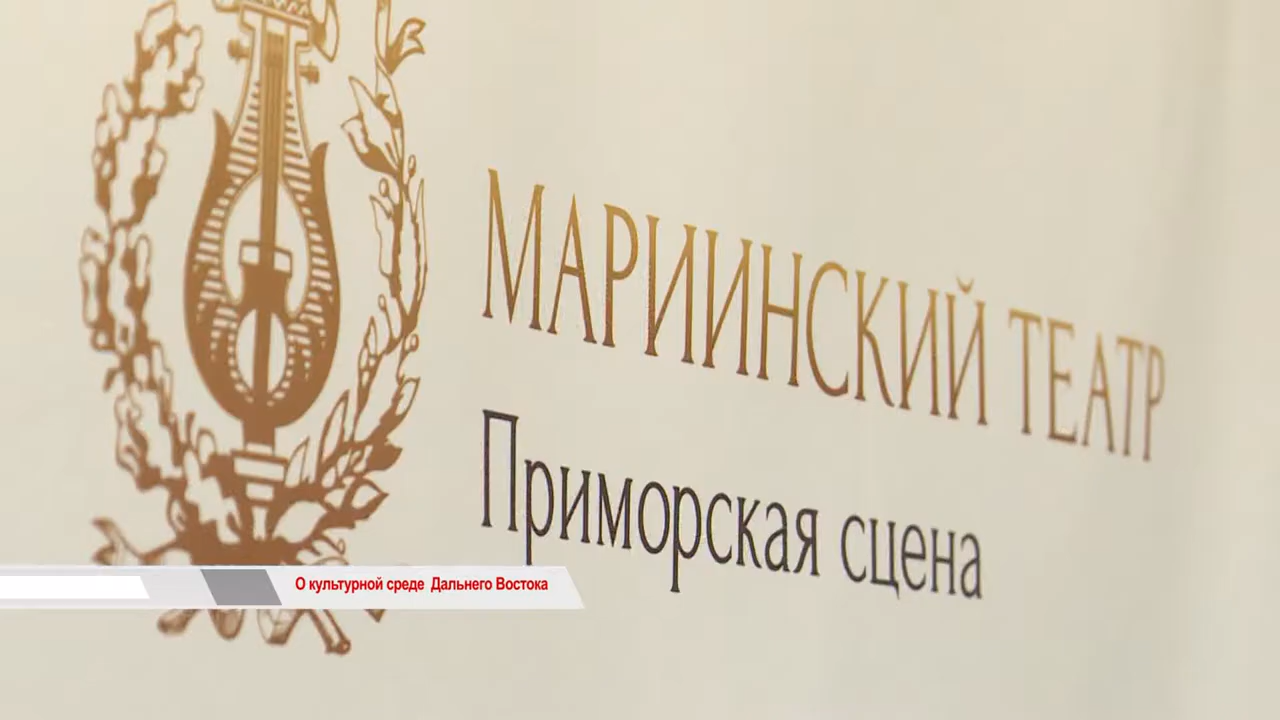 МАРИИНСКИЙ ТЕАТР
Приморская сцена
О культурной среде Дальнего Востока